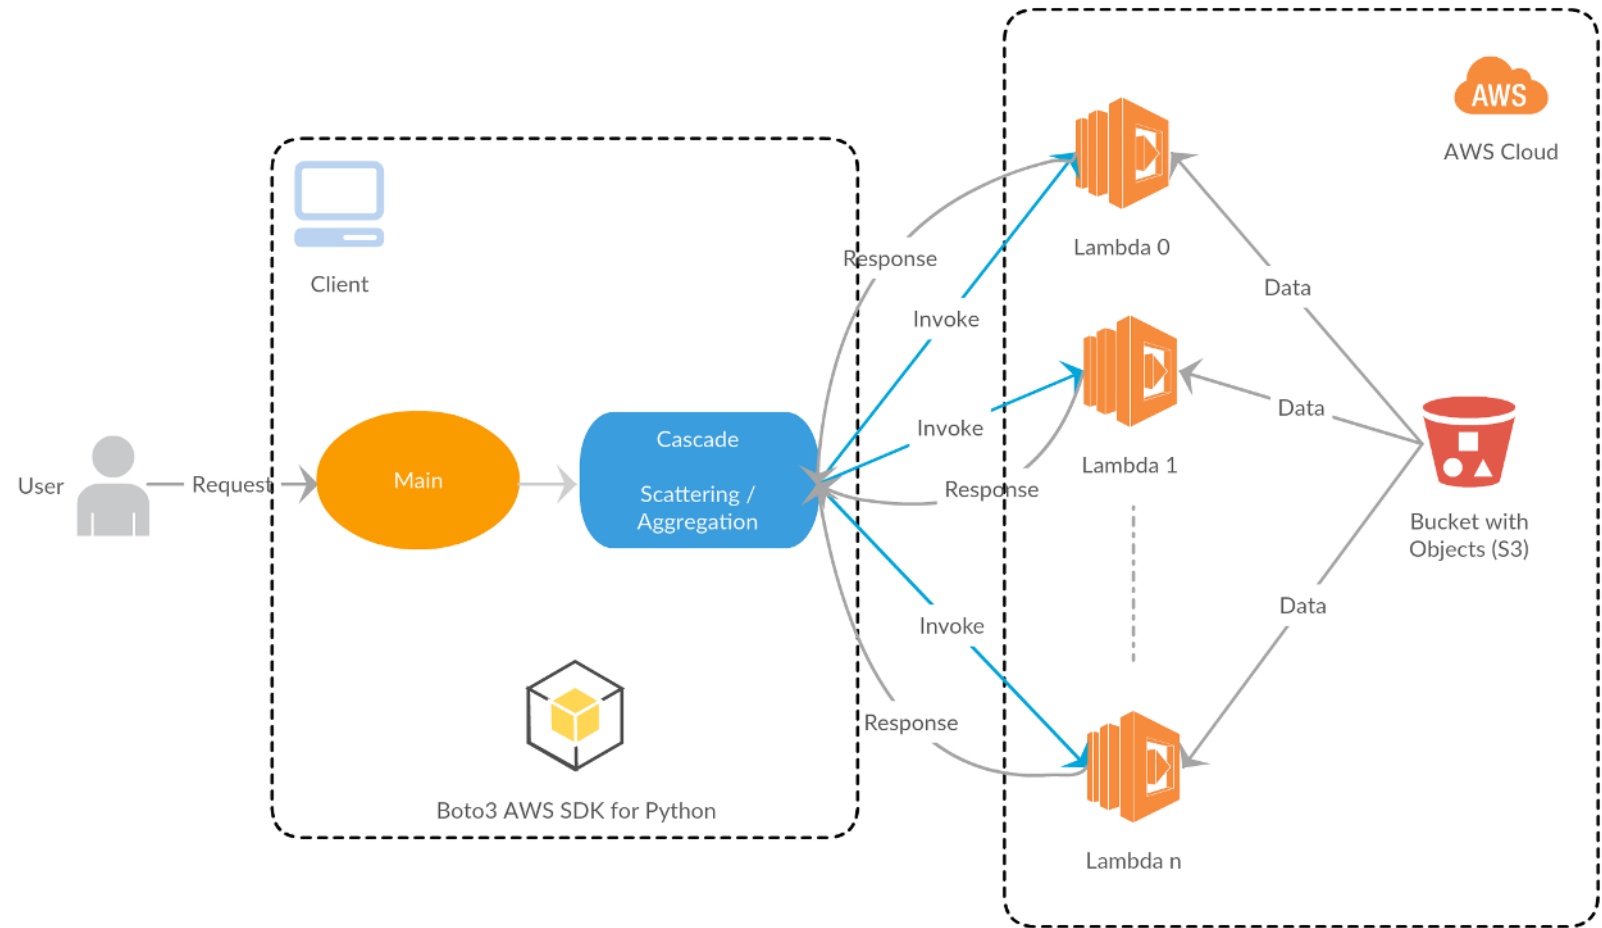 AWS
AWS Cloud
Client
Lambda 0
Response
Data
Invoke
Data
Invoke
Cascade
Lambda 1
Main
User
Request
Scattering /
Aggregation
Response
Bucket with
Objects (S3)
Data
Invoke
Response
Boto3 AWS SDK for Python
Lambda n